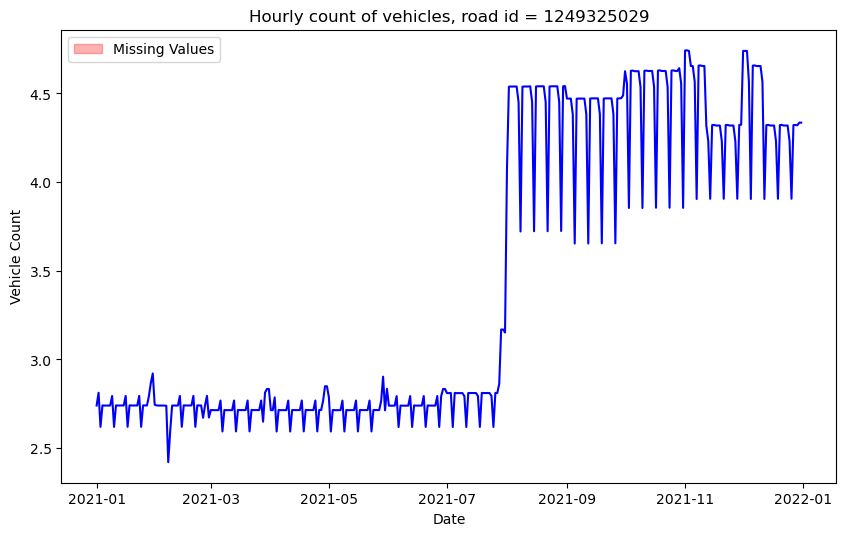 Hourly count of vehicles, road id = 1249325029
Missing Values
Vehicle Count
4.5
4.0
3.5
3.0
2.5
2021-01 2021-03 2021-05 2021-07 2021-09 2021-11 2022-01
Date